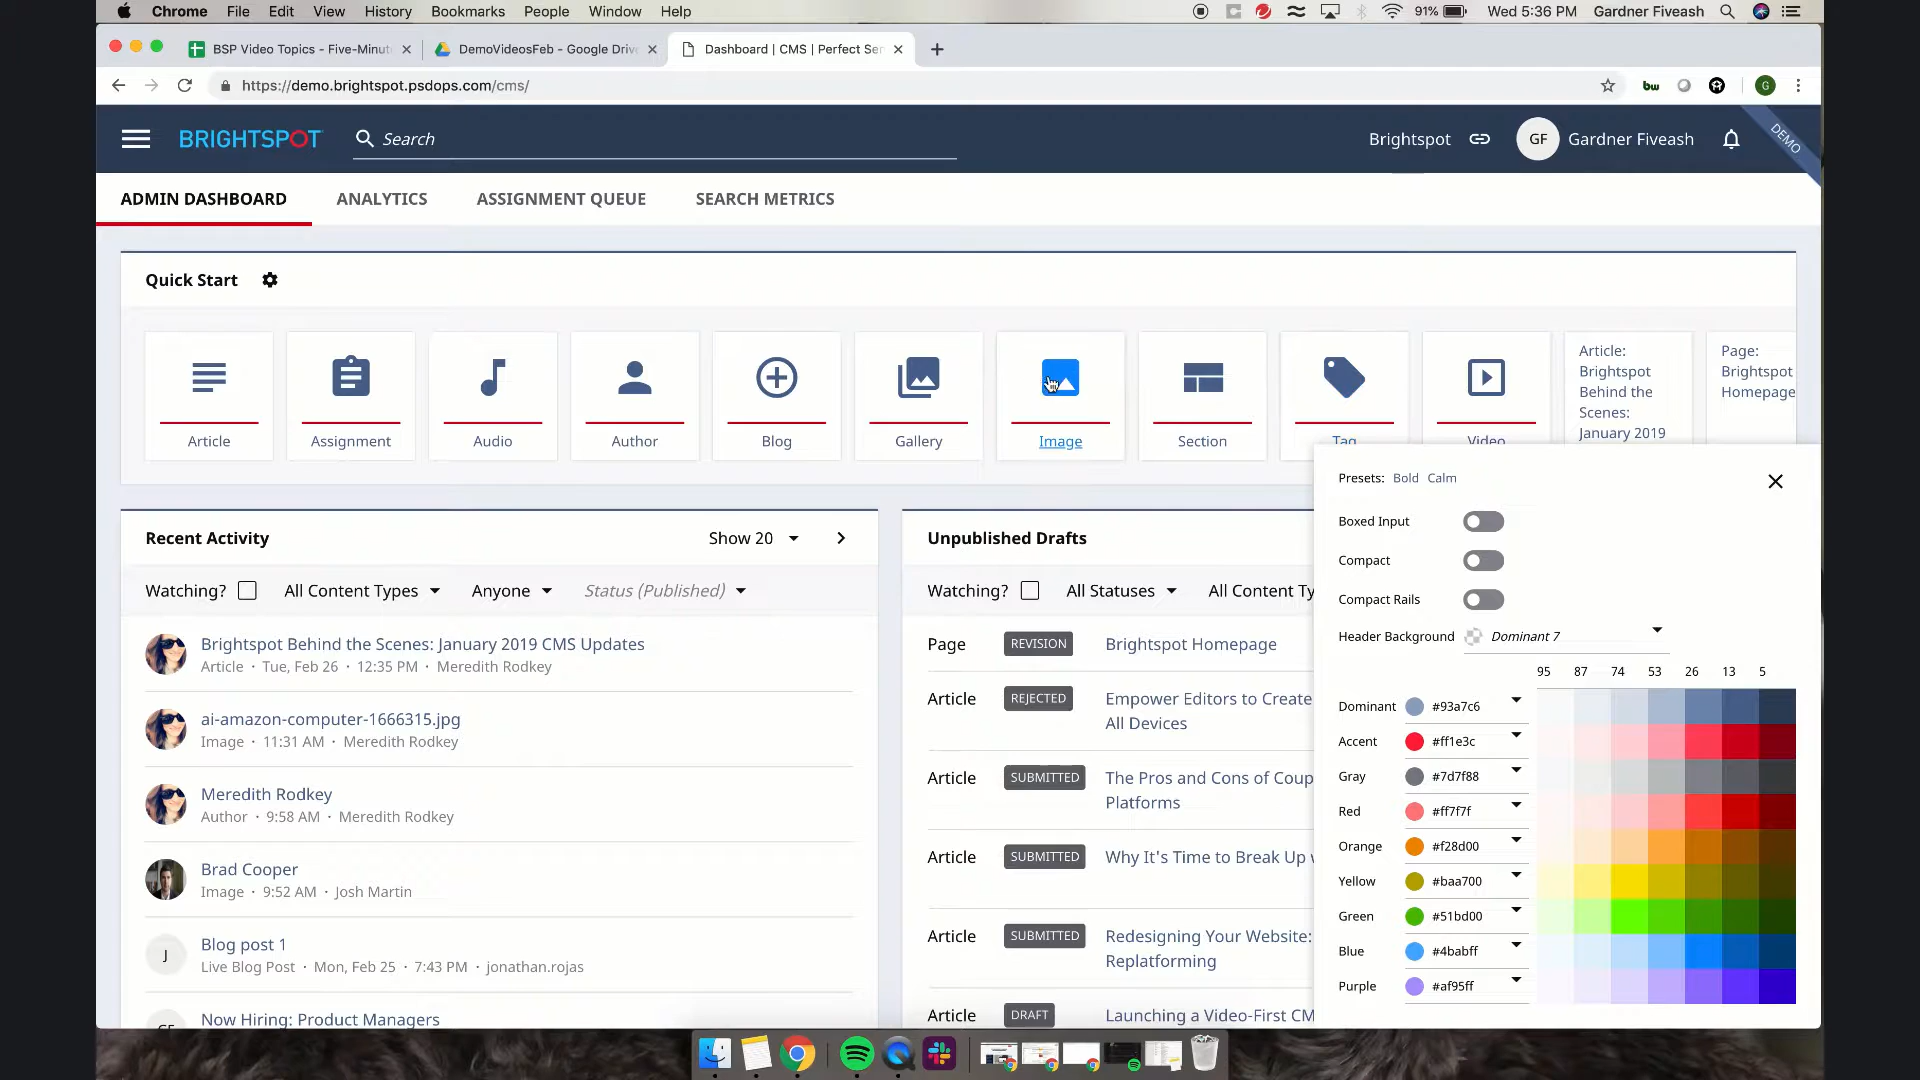 Chrome File Edit View History Bookmarks People Window Help 91% Wed 5:36 PM Gardner Fiveash
BSP Video Topics - Five-Minut DemoVideosFeb - Google Drive Dashboard | CMS | Perfect Sen
https://demo.brightspot.psdops.com/cms/ bw G
BRIGHTSPOT Search Brightspot GF Gardner Fiveash DEMO
ADMIN DASHBOARD ANALYTICS ASSIGNMENT QUEUE SEARCH METRICS
Quick Start
Article Assignment Audio Author Blog Gallery Image Section Tag Video
Article:
Brightspot
Behind the
Scenes:
January 2019
Page:
Brightspot
Homepage
Recent Activity Show 20
Watching? All Content Types Anyone Status (Published)
Brightspot Behind the Scenes: January 2019 CMS Updates
Article · Tue, Feb 26 · 12:35 PM · Meredith Rodkey
ai-amazon-computer-1666315.jpg
Image · 11:31 AM · Meredith Rodkey
Meredith Rodkey
Author · 9:58 AM · Meredith Rodkey
Brad Cooper
Image · 9:52 AM · Josh Martin
J
Blog post 1
Live Blog Post · Mon, Feb 25 · 7:43 PM · jonathan.rojas
Now Hiring: Product Managers
Unpublished Drafts
Watching? All Statuses All Content Ty
Page REVISION Brightspot Homepage
Article REJECTED Empower Editors to Create
All Devices
Article SUBMITTED The Pros and Cons of Coup
Platforms
Article SUBMITTED Why It's Time to Break Up
Article SUBMITTED Redesigning Your Website:
Replatforming
Article DRAFT Launching a Video-First CM
Presets: Bold Calm
Boxed Input
Compact
Compact Rails
Header Background Dominant 7
95 87 74 53 26 13 5
Dominant #93a7c6
Accent #ff1e3c
Gray #7d7f88
Red #ff7f7f
Orange #f28d00
Yellow #baa700
Green #51bd00
Blue #4babff
Purple #af95ff